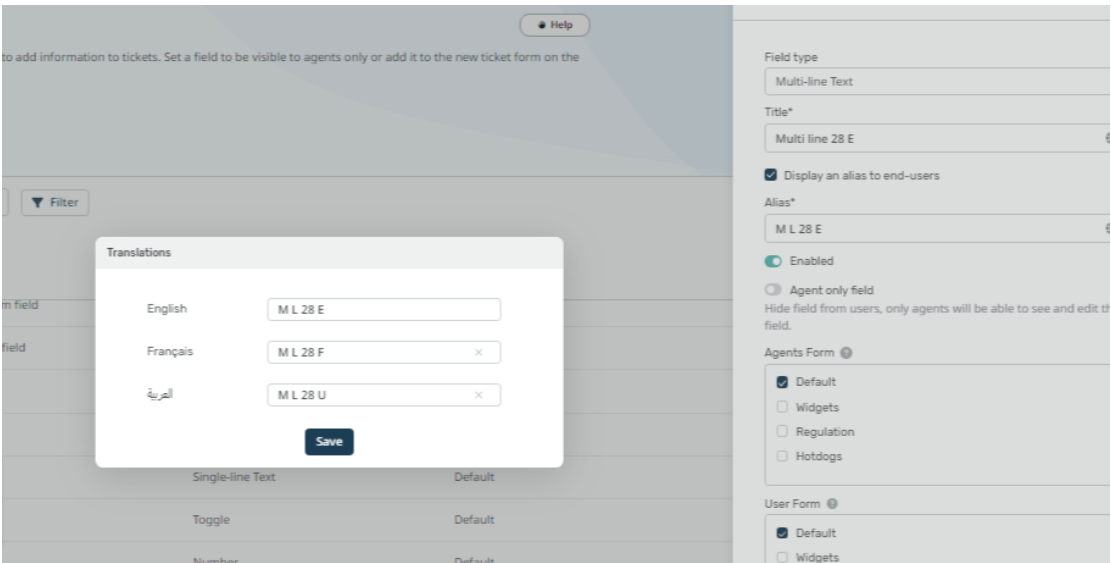 Help
to add information to tickets. Set a field to be visible to agents only or add it to the new ticket form on the
Filter
m field
field
Single-line Text Default
Toggle Default
Number Default
Translations
English M L 28 E
Français M L 28 F
العربية M L 28 U
Save
Field type
Multi-line Text
Title*
Multi line 28 E
Display an alias to end-users
Alias*
M L 28 E
Enabled
Agent only field
Hide field from users, only agents will be able to see and edit th
field.
Agents Form
Default
Widgets
Regulation
Hotdogs
User Form
Default
Widgets